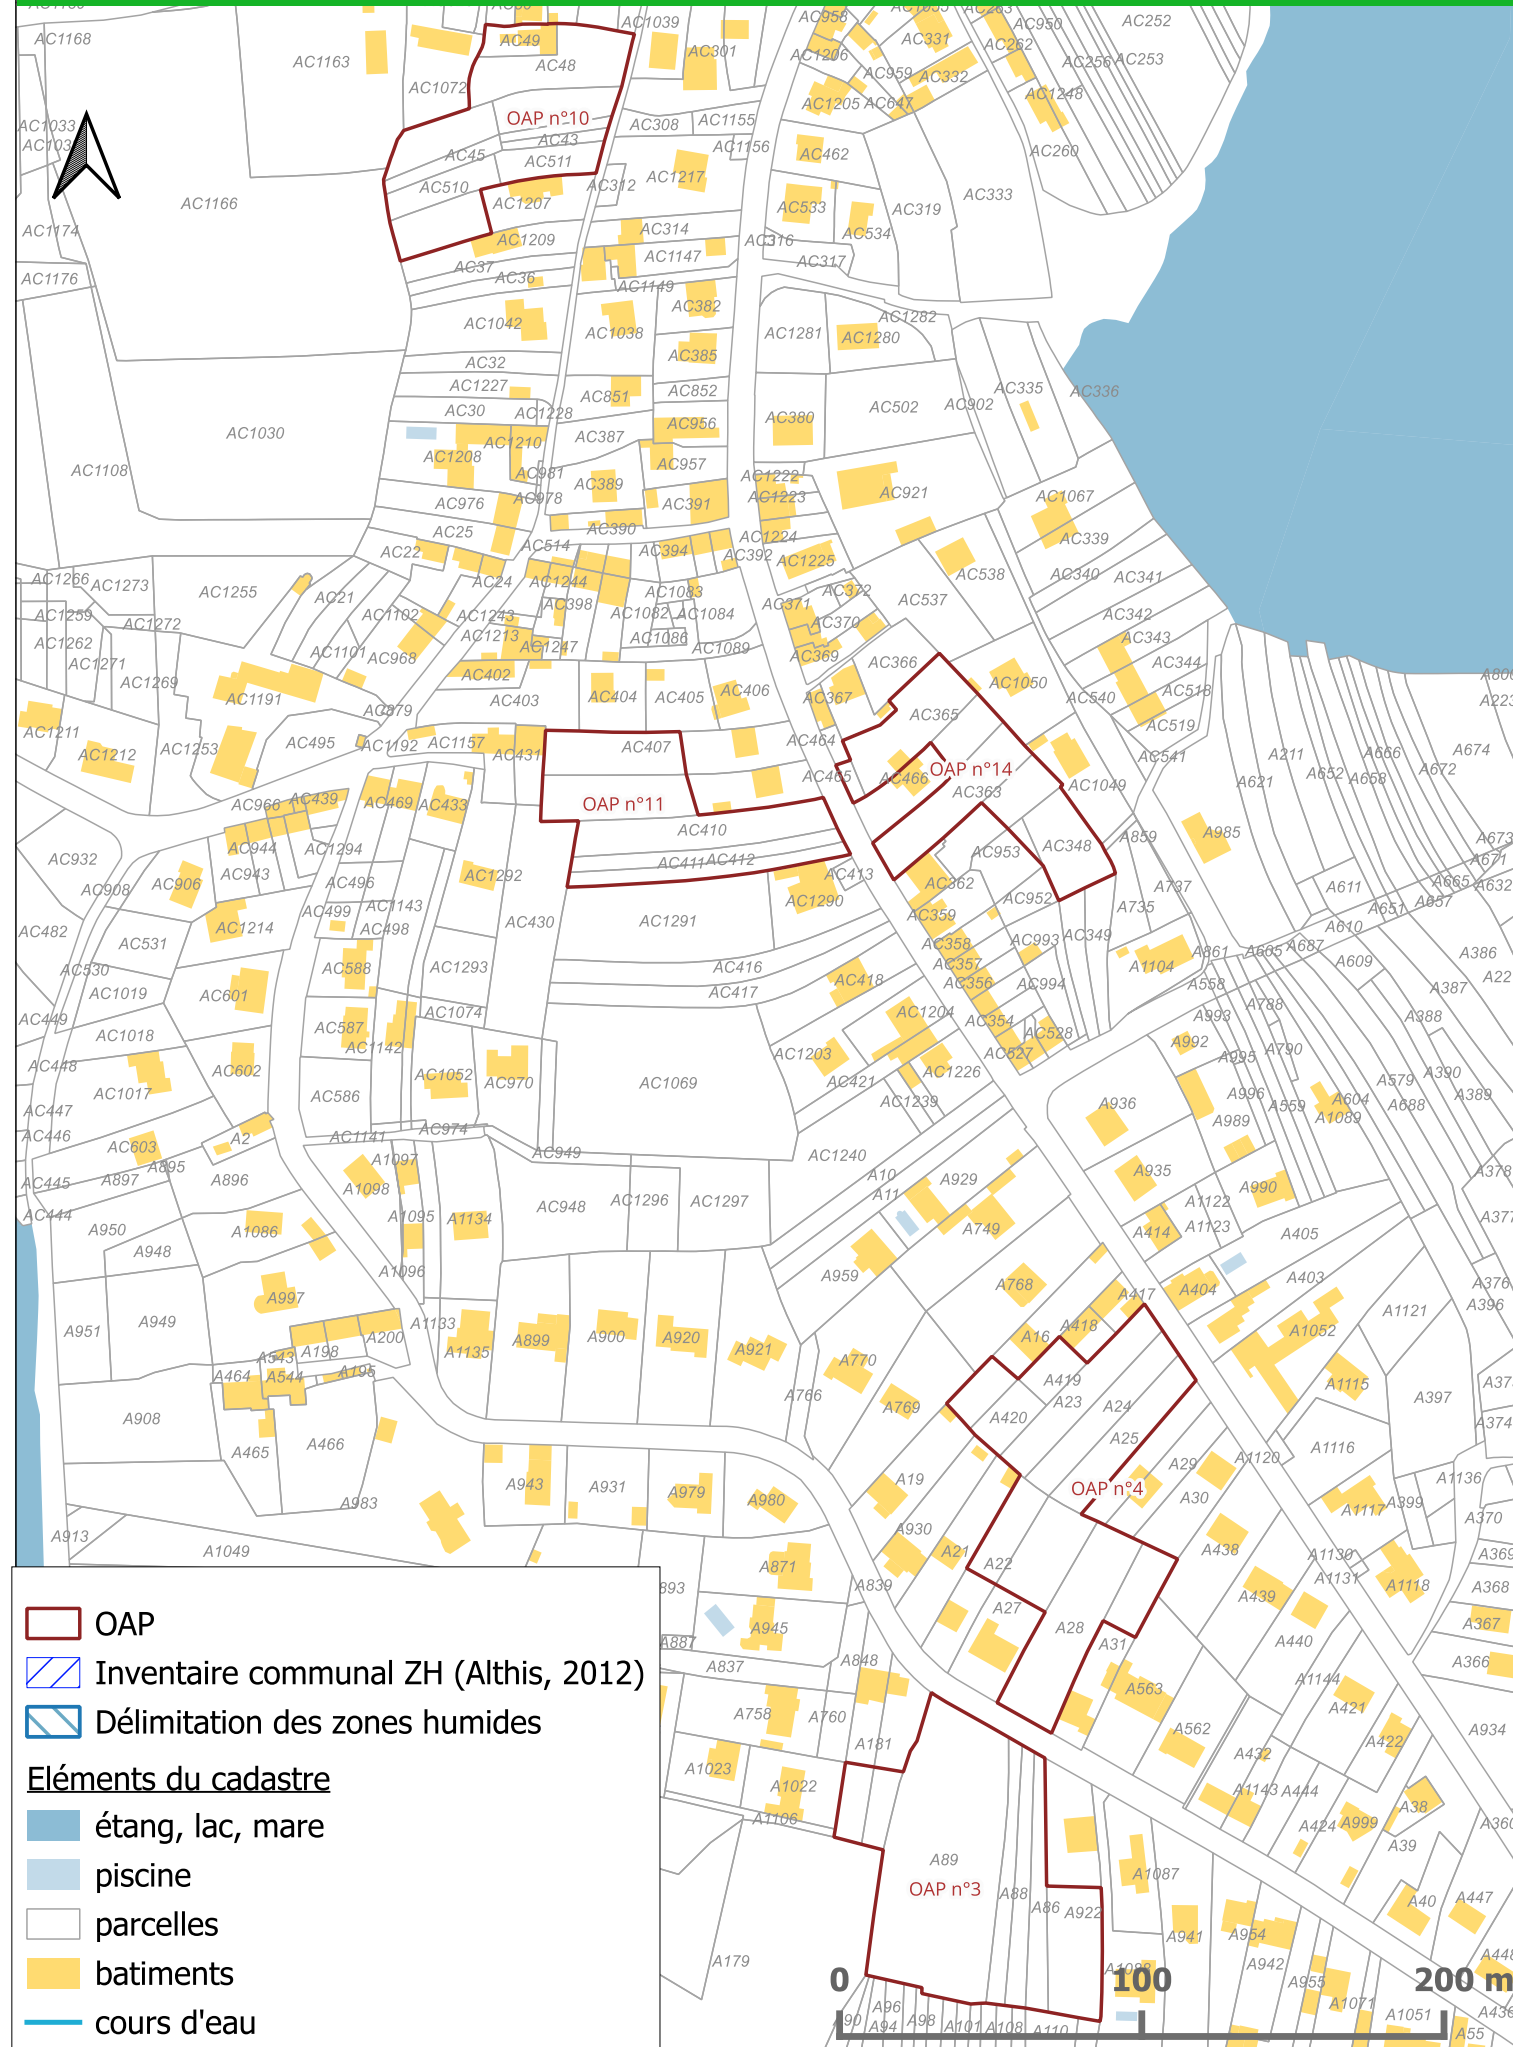 AC1168
AC1163
AC49
AC1039
AC301
AC958
AC331
AC262
AC950
AC252
AC48
AC1206
AC256
AC253
AC1072
AC959
AC332
AC1205
AC647
AC1248
OAP n°10
AC1033
AC308
AC1155
AC43
AC1156
AC45
AC511
AC462
AC260
AC510
AC312
AC1217
AC333
AC1166
AC1207
AC533
AC319
AC1174
AC1209
AC314
AC316
AC534
AC1176
AC37
AC36
AC1147
AC317
AC1149
AC382
AC1042
AC1038
AC1281
AC1282
AC1280
AC32
AC385
AC1227
AC851
AC852
AC335
AC336
AC30
AC1228
AC956
AC380
AC502
AC902
AC1030
AC1210
AC387
AC1108
AC1208
AC981
AC957
AC1222
AC389
AC1223
AC921
AC1067
AC976
AC978
AC391
AC25
AC390
AC1224
AC339
AC22
AC514
AC394
AC392
AC1225
AC538
AC1266
AC1273
AC1255
AC21
AC24
AC1244
AC1083
AC372
AC340
AC341
AC1259
AC1272
AC1102
AC1243
AC398
AC1082
AC1084
AC371
AC537
AC342
AC1262
AC1213
AC1086
AC370
AC343
AC1271
AC1101
AC968
AC1247
AC1089
AC369
AC366
AC344
AC1269
AC402
AC1191
AC403
AC404
AC405
AC406
AC367
AC1050
AC540
AC518
AC365
AC1211
AC1212
AC1253
AC495
AC1192
AC1157
AC431
AC407
AC464
AC519
AC541
A211
A666
A674
AC465
AC466
OAP n°14
AC363
AC1049
A621
A652
A658
A672
AC966
AC439
AC469
AC433
OAP n°11
AC410
AC932
AC944
AC1294
AC411
AC412
AC953
AC348
A859
A985
A673
A671
AC908
AC906
AC943
AC496
AC1292
AC413
AC362
A737
A611
A665
A632
AC499
AC1143
AC1290
AC359
AC952
A735
A651
A657
AC482
AC531
AC1214
AC498
AC430
AC1291
AC358
AC993
AC349
A610
AC530
AC588
AC1293
AC416
AC357
A1104
A861
A605
A687
A609
A386
AC1019
AC601
AC417
AC418
AC356
AC994
A558
A387
AC449
AC1018
AC587
AC1074
AC1204
AC354
AC528
A993
A788
A388
AC448
AC602
AC1142
AC1203
AC527
A992
A995
A790
AC1017
AC1052
AC970
AC1069
AC421
AC1226
A579
A390
AC447
AC586
AC1239
A936
A996
A559
A604
A688
A389
AC446
AC603
A2
AC1141
AC974
A989
A1089
A895
AC949
AC1240
AC445
A897
A896
A1097
A10
A929
A935
A378
AC444
A1098
AC948
AC1296
AC1297
A11
A1122
A990
A950
A1086
A1095
A1134
A749
A414
A1123
A405
A948
A1096
A959
A768
A404
A403
A376
A997
A417
A1121
A396
A951
A949
A200
A1133
A899
A900
A920
A921
A16
A418
A1052
A543
A198
A1135
A770
A464
A544
A195
A766
A769
A419
A23
A24
A1115
A397
A908
A465
A466
A420
A25
A1120
A1116
A374
A983
A943
A931
A979
A980
A19
OAP n°4
A29
A30
A1136
A1117
A399
A370
A913
A1049
A871
A839
A930
A21
A22
A438
A1130
A1131
A1118
A369
A368
893
A945
A27
A28
A31
A439
A440
A367
A887
A837
A848
A1144
A366
A758
A760
A563
A562
A421
A934
A181
A422
A1023
A1022
A432
A1143
A444
A38
A1106
A424
A999
A39
A360
A89
OAP n°3
A88
A86
A922
A1087
A40
A447
A179
A941
A954
A942
A1088
A955
A448
A96
A94
A98
A101
A108
A110
A1071
A1051
A55
0 100 200 m
OAP
Inventaire communal ZH (Althis, 2012)
Délimitation des zones humides
Eléments du cadastre
étang, lac, mare
piscine
parcelles
batiments
cours d'eau